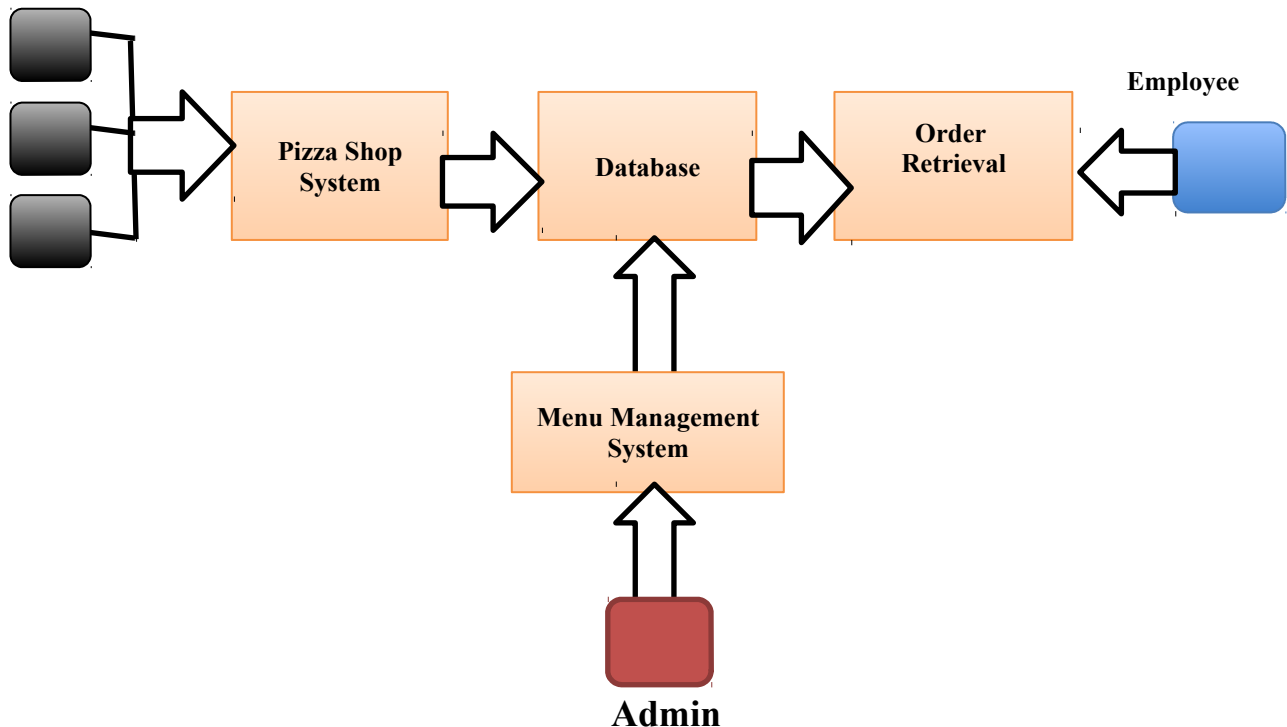 Employee
Pizza Shop
System
Database
Order
Retrieval
Menu Management
System
Admin